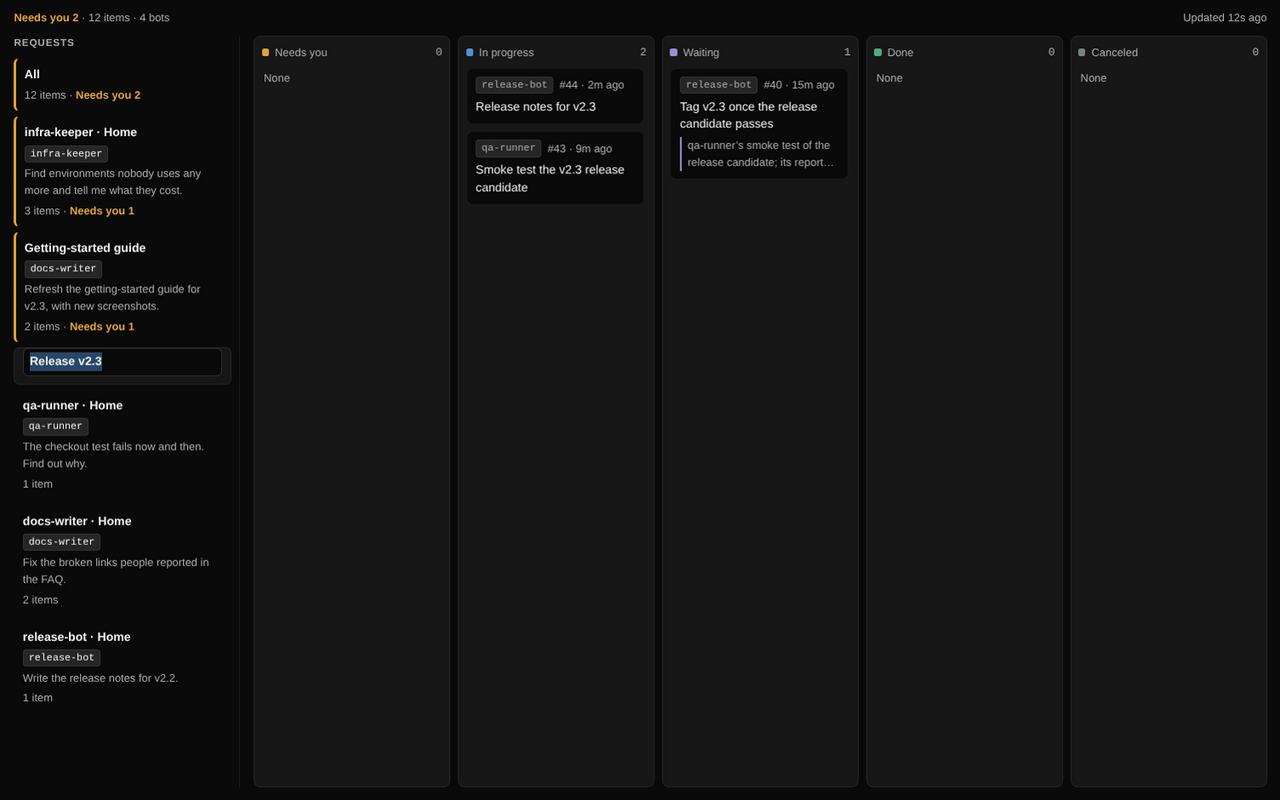 Needs you 2 · 12 items · 4 bots
Updated 12s ago
REQUESTS
All
12 items · Needs you 2
infra-keeper · Home
infra-keeper
Find environments nobody uses any
more and tell me what they cost.
3 items · Needs you 1
Getting-started guide
docs-writer
Refresh the getting-started guide for
v2.3, with new screenshots.
2 items · Needs you 1
Release v2.3
qa-runner · Home
qa-runner
The checkout test fails now and then.
Find out why.
1 item
docs-writer · Home
docs-writer
Fix the broken links people reported in
the FAQ.
2 items
release-bot · Home
release-bot
Write the release notes for v2.2.
1 item
Needs you 0
None
In progress 2
release-bot #44 · 2m ago
Release notes for v2.3
qa-runner #43 · 9m ago
Smoke test the v2.3 release
candidate
Waiting 1
release-bot #40 · 15m ago
Tag v2.3 once the release
candidate passes
qa-runner’s smoke test of the
release candidate; its report…
Done 0
None
Canceled 0
None